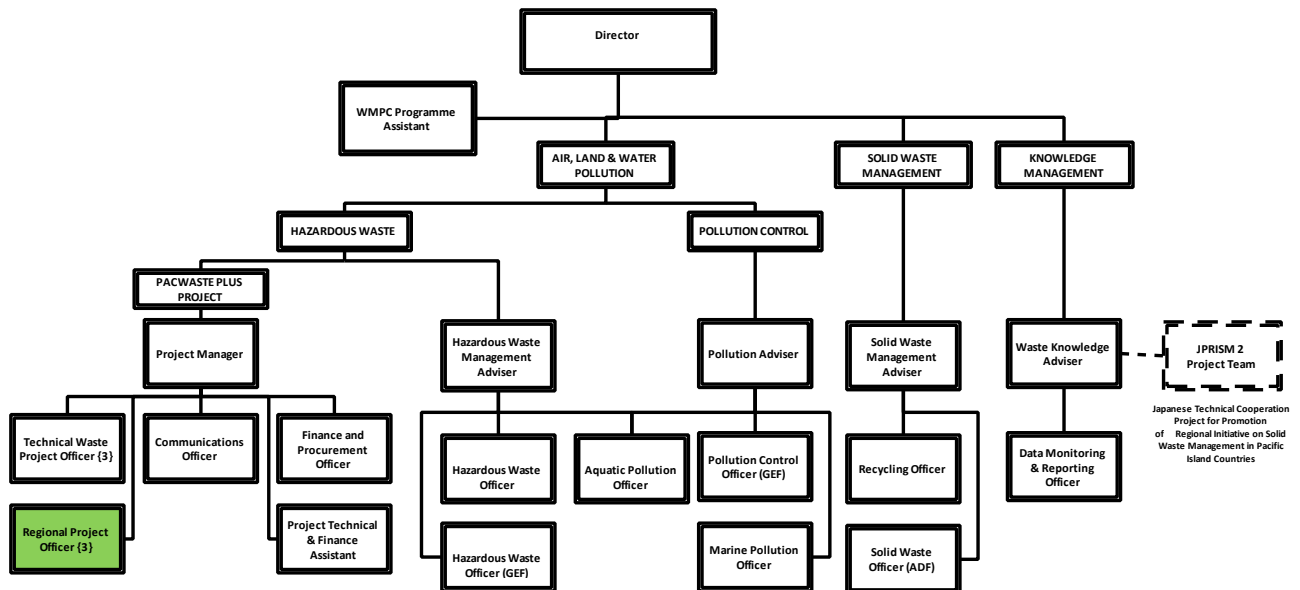 Director
WMPC Programme
Assistant
AIR, LAND & WATER
POLLUTION
SOLID WASTE
MANAGEMENT
KNOWLEDGE
MANAGEMENT
HAZARDOUS WASTE
POLLUTION CONTROL
PACWASTE PLUS
PROJECT
Project Manager
Hazardous Waste
Management
Adviser
Pollution Adviser
Solid Waste
Management
Adviser
Waste Knowledge
Adviser
JPRISM 2
Project Team
Japanese Technical Cooperation
Project for Promotion
of Regional Initiative on Solid
Waste Management in Pacific
Island Countries
Technical Waste
Project Officer {3}
Communications
Officer
Finance and
Procurement
Officer
Hazardous Waste
Officer
Aquatic Pollution
Officer
Pollution Control
Officer (GEF)
Recycling Officer
Data Monitoring
& Reporting
Officer
Regional Project
Officer {3}
Project Technical
& Finance
Assistant
Hazardous Waste
Officer (GEF)
Marine Pollution
Officer
Solid Waste
Officer (ADF)